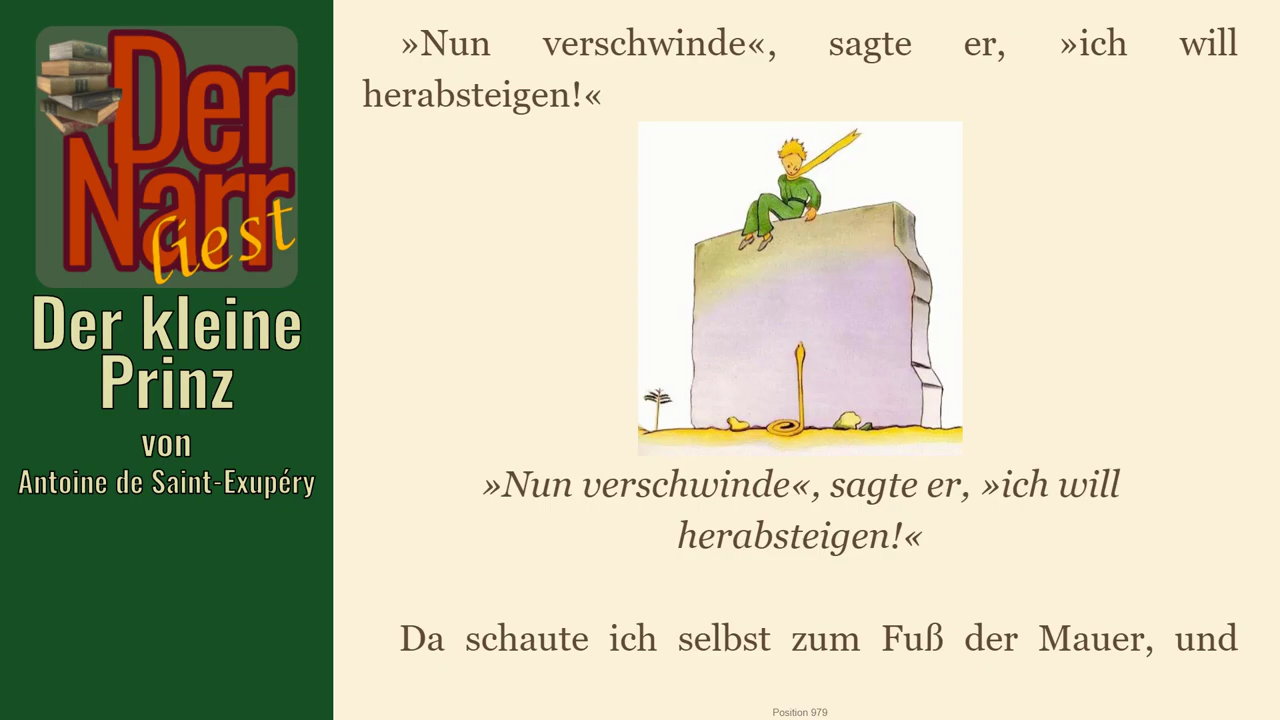 Der
Narr
liest
Der kleine
Prinz
von
Antoine de Saint-Exupéry
»Nun verschwinde«, sagte er, »ich will
herabsteigen!«
»Nun verschwinde«, sagte er, »ich will
herabsteigen!«
Da schaute ich selbst zum Fuß der Mauer, und
Position 979